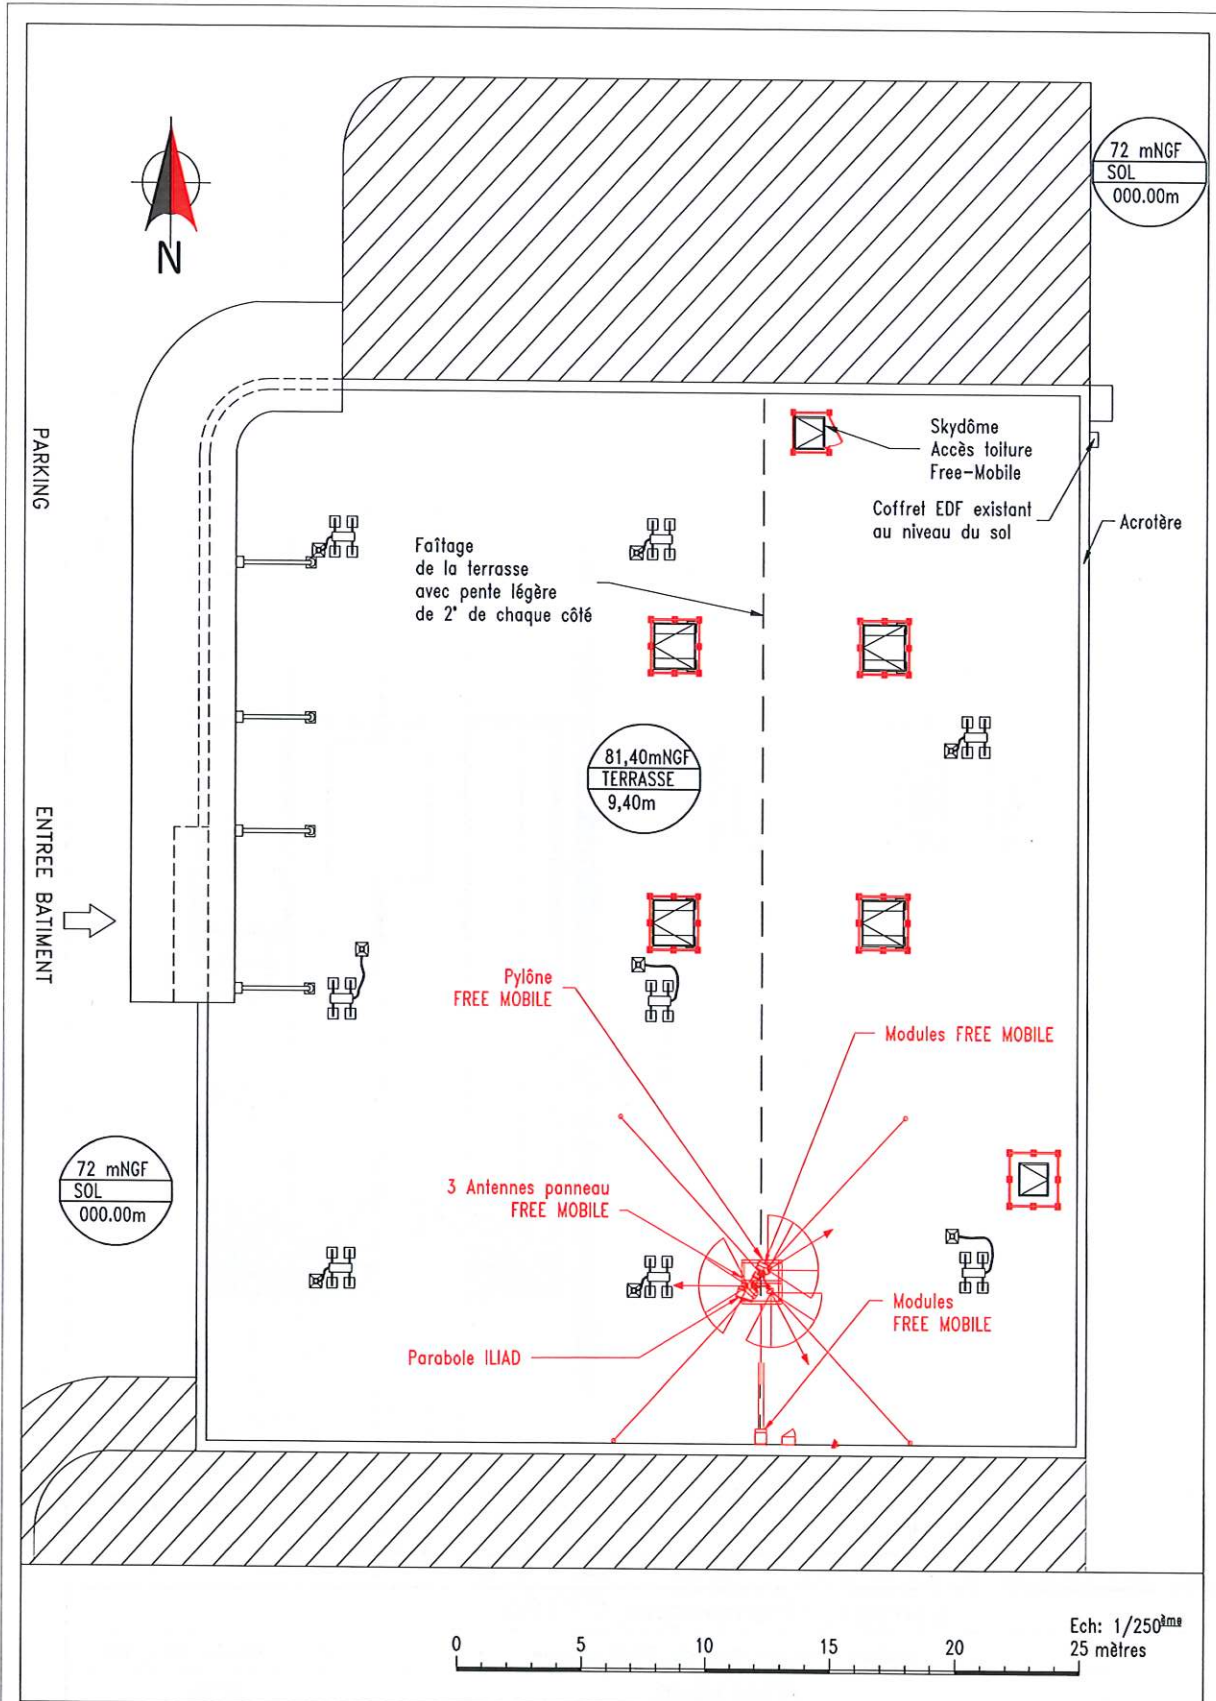 72 mNGF
SOL
000.00m
N
PARKING
Skydôme
Accès toiture
Free-Mobile
Coffret EDF existant
au niveau du sol
Acrotère
Faîtage
de la terrasse
avec pente légère
de 2° de chaque côté
81,40mNGF
TERRASSE
9,40m
ENTREE BATIMENT
Pylône
FREE MOBILE
Modules FREE MOBILE
72 mNGF
SOL
000.00m
3 Antennes panneau
FREE MOBILE
Modules
FREE MOBILE
Parabole ILIAD
Ech: 1/250ème
0 5 10 15 20 25 mètres